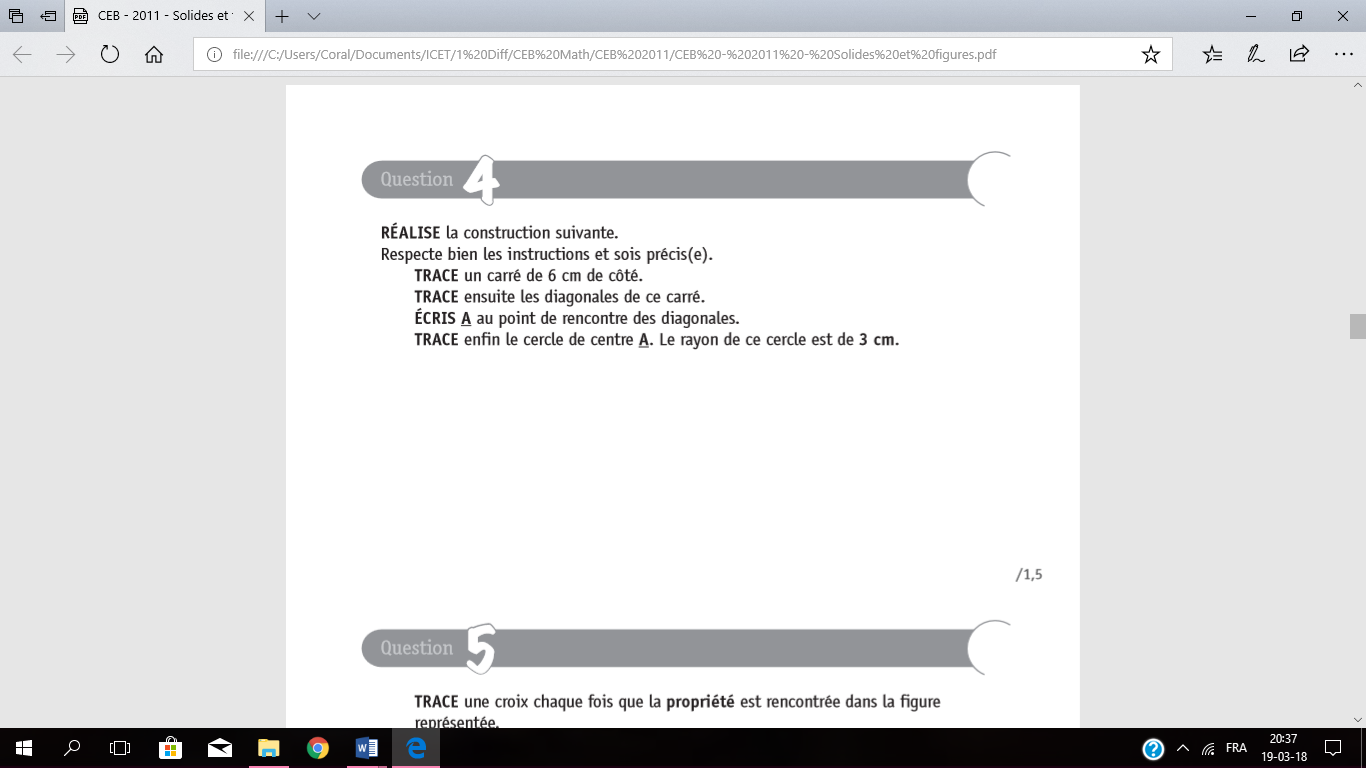 CEB - 2011 - Solides et
file:///C:/Users/Coral/Documents/ICET/1%20Diff/CEB%20Math/CEB%202011/CEB%20-%202011%20-%20Solides%20et%20figures.pdf
Question 4
RÉALISE la construction suivante.
Respecte bien les instructions et sois précis(e).
TRACE un carré de 6 cm de côté.
TRACE ensuite les diagonales de ce carré.
ÉCRIS A au point de rencontre des diagonales.
TRACE enfin le cercle de centre A. Le rayon de ce cercle est de 3 cm.
/1,5
Question 5
TRACE une croix chaque fois que la propriété est rencontrée dans la figure
représentée.
FRA
20:37
19-03-18